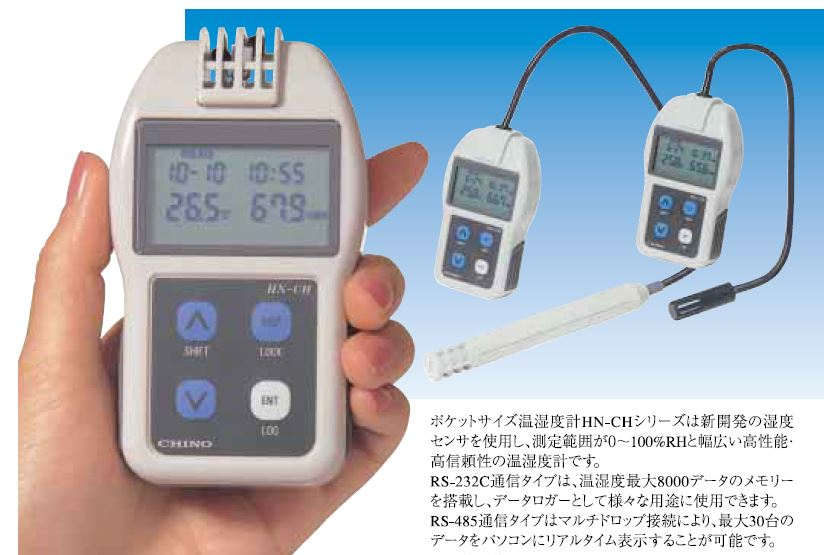 10-10 10:55
26.5℃ 67.9
HN-CH
SHIFT LOCK
ENT
LOG
CHINO
ポケットサイズ温湿度計HN-CHシリーズは新開発の湿度
センサを使用し、測定範囲が0～100%RHと幅広い高性能・
高信頼性の温湿度計です。
RS-232C通信タイプは、温湿度最大8000データのメモリー
を搭載し、データロガーとして様々な用途に使用できます。
RS-485通信タイプはマルチドロップ接続により、最大30台の
データをパソコンにリアルタイム表示することが可能です。